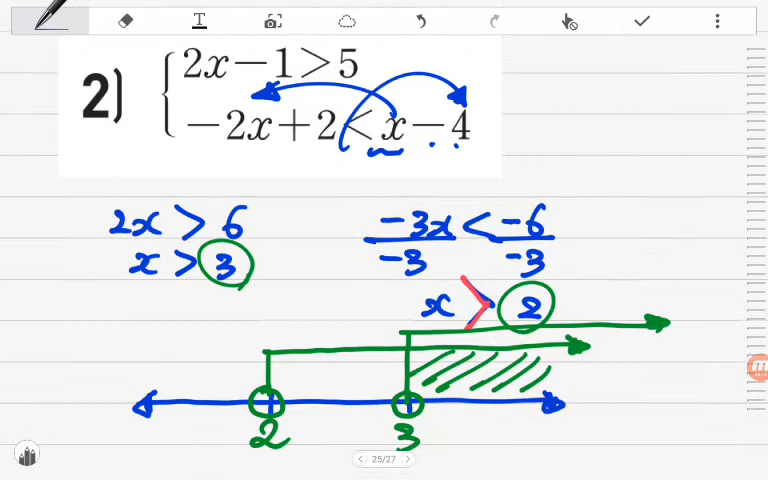 T
2) { 2x − 1 > 5
−2x + 2 < x − 4
2x > 6
x > 3
−3x < −6
−3 −3
x > 2
2 3
25/27